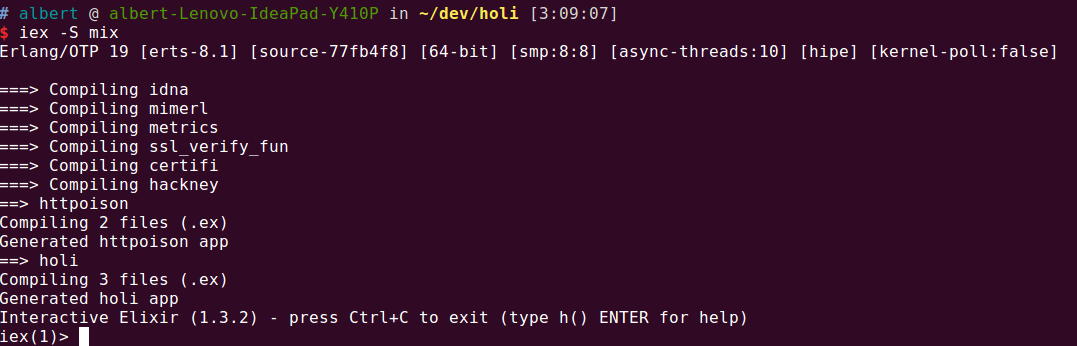 # albert @ albert-Lenovo-IdeaPad-Y410P in ~/dev/holi [3:09:07]
$ iex -S mix
Erlang/OTP 19 [erts-8.1] [source-77fb4f8] [64-bit] [smp:8:8] [async-threads:10] [hipe] [kernel-poll:false]
===> Compiling idna
===> Compiling mimerl
===> Compiling metrics
===> Compiling ssl_verify_fun
===> Compiling certifi
===> Compiling hackney
==> httpoison
Compiling 2 files (.ex)
Generated httpoison app
==> holi
Compiling 3 files (.ex)
Generated holi app
Interactive Elixir (1.3.2) - press Ctrl+C to exit (type h() ENTER for help)
iex(1)>